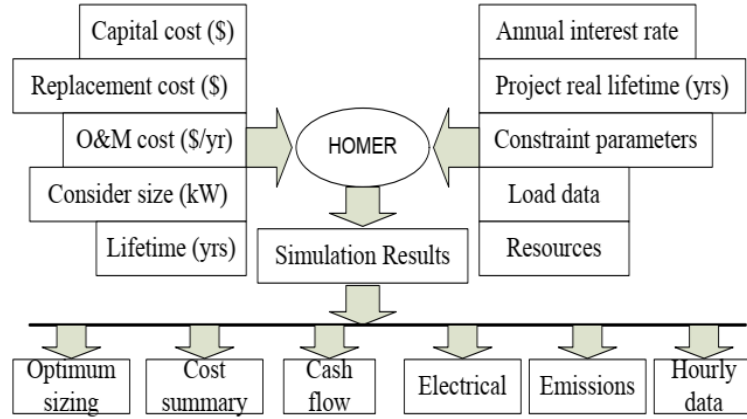 Capital cost ($)
Replacement cost ($)
O&M cost ($/yr)
Consider size (kW)
Lifetime (yrs)
HOMER
Annual interest rate
Project real lifetime (yrs)
Constraint parameters
Load data
Resources
Simulation Results
Optimum
sizing
Cost
summary
Cash
flow
Electrical
Emissions
Hourly
data